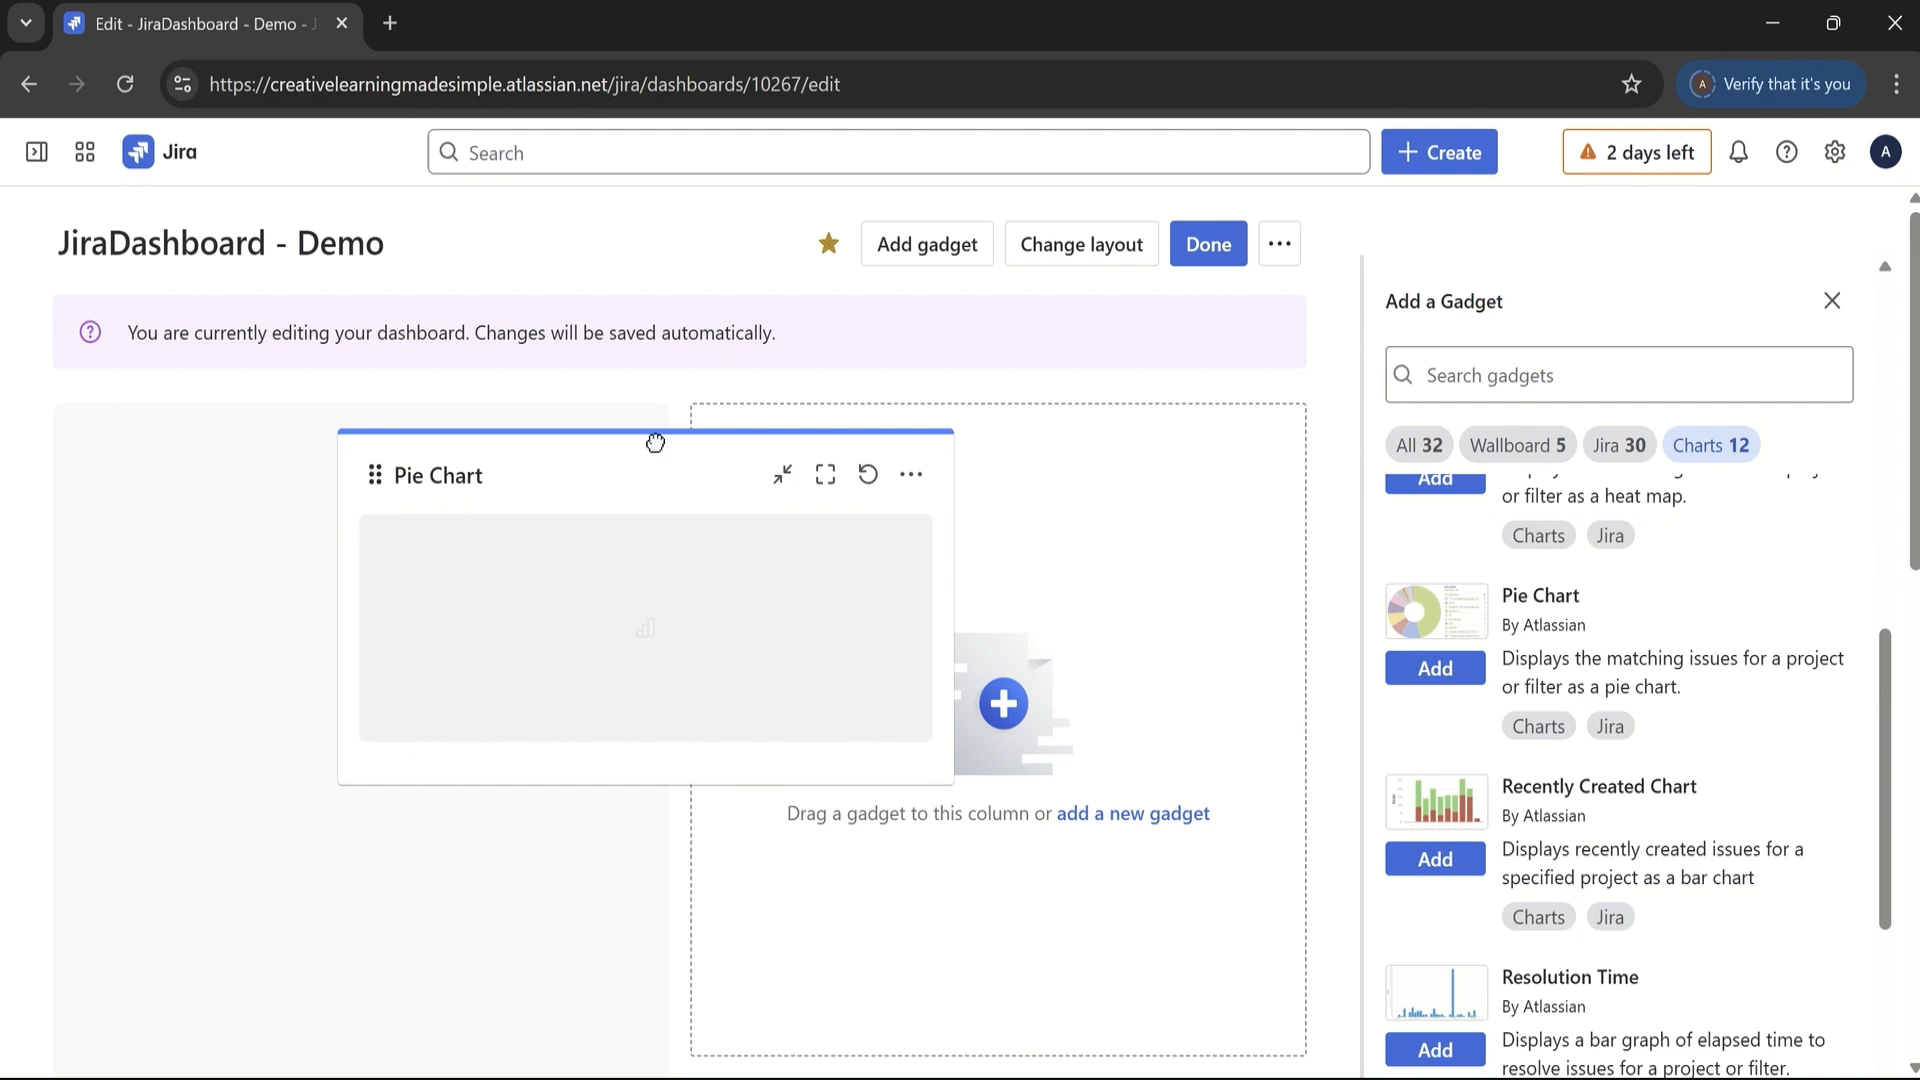 Edit - JiraDashboard - Demo -
https://creativelearningmadesimple.atlassian.net/jira/dashboards/10267/edit
A
Verify that it's you
Jira
Search
Create
2 days left
A
JiraDashboard - Demo
Add gadget
Change layout
Done
You are currently editing your dashboard. Changes will be saved automatically.
Pie Chart
Drag a gadget to this column or add a new gadget
Add a Gadget
Search gadgets
All 32
Wallboard 5
Jira 30
Charts 12
Add
or filter as a heat map.
Charts
Jira
Pie Chart
By Atlassian
Add
Displays the matching issues for a project
or filter as a pie chart.
Charts
Jira
Recently Created Chart
By Atlassian
Add
Displays recently created issues for a
specified project as a bar chart
Charts
Jira
Resolution Time
By Atlassian
Add
Displays a bar graph of elapsed time to
resolve issues for a project or filter.